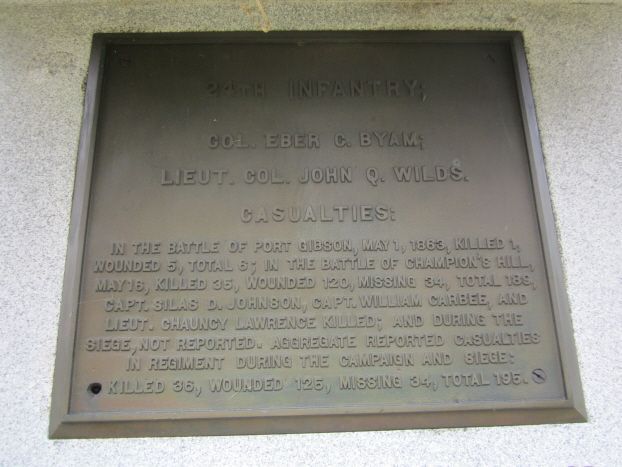 24TH INFANTRY;
COL. EBER C. BYAM;
LIEUT. COL. JOHN Q. WILDS.
CASUALTIES:
IN THE BATTLE OF PORT GIBSON, MAY 1, 1863, KILLED 1,
WOUNDED 5, TOTAL 6; IN THE BATTLE OF CHAMPION'S HILL,
MAY 16, KILLED 35, WOUNDED 120, MISSING 34, TOTAL 189,
CAPT. SILAS D. JOHNSON, CAPT. WILLIAM CARBEE, AND
LIEUT. CHAUNCY LAWRENCE KILLED; AND DURING THE
SIEGE, NOT REPORTED. AGGREGATE REPORTED CASUALTIES
IN REGIMENT DURING THE CAMPAIGN AND SIEGE:
KILLED 36, WOUNDED 125, MISSING 34, TOTAL 195.